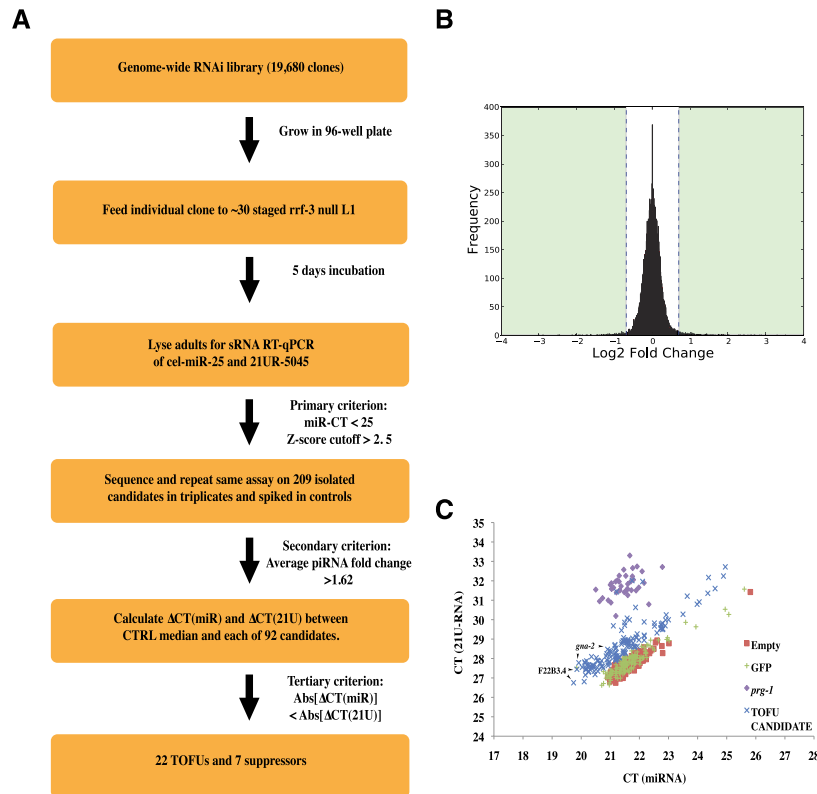 A
Genome-wide RNAi library (19,680 clones)
Grow in 96-well plate
Feed individual clone to ~30 staged rrf-3 null L1
5 days incubation
Lyse adults for sRNA RT-qPCR
of cel-miR-25 and 21UR-5045
Primary criterion:
miR-CT < 25
Z-score cutoff > 2. 5
Sequence and repeat same assay on 209 isolated
candidates in triplicates and spiked in controls
Secondary criterion:
Average piRNA fold change
>1.62
Calculate ΔCT(miR) and ΔCT(21U) between
CTRL median and each of 92 candidates.
Tertiary criterion:
Abs[ΔCT(miR)]
< Abs[ΔCT(21U)]
22 TOFUs and 7 suppressors
B
Frequency
400
350
300
250
200
150
100
50
0
−4 −3 −2 −1 0 1 2 3 4
Log2 Fold Change
C
CT (21U-RNA)
35
34
33
32
31
30
29
28
27
26
25
24
gna-2
F22B3.4
Empty
GFP
prg-1
TOFU
CANDIDATE
17 18 19 20 21 22 23 24 25 26 27 28
CT (miRNA)